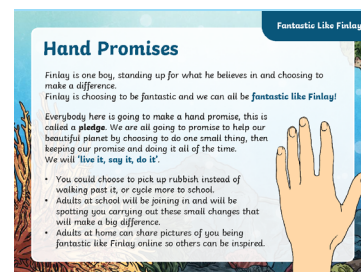 Fantastic Like Finlay
Hand Promises
Finlay is one boy, standing up for what he believes in and choosing to
make a difference.
Finlay is choosing to be fantastic and we can all be fantastic like Finlay!
Everybody here is going to make a hand promise, this is
called a pledge. We are all going to promise to help our
beautiful planet by choosing to do one small thing, then
keeping our promise and doing it all of the time.
We will 'live it, say it, do it'.
• You could choose to pick up rubbish instead of
walking past it, or cycle more to school.
• Adults at school will be joining in and will be
spotting you carrying out these small changes that
will make a big difference.
• Adults at home can share pictures of you being
fantastic like Finlay online so others can be inspired.